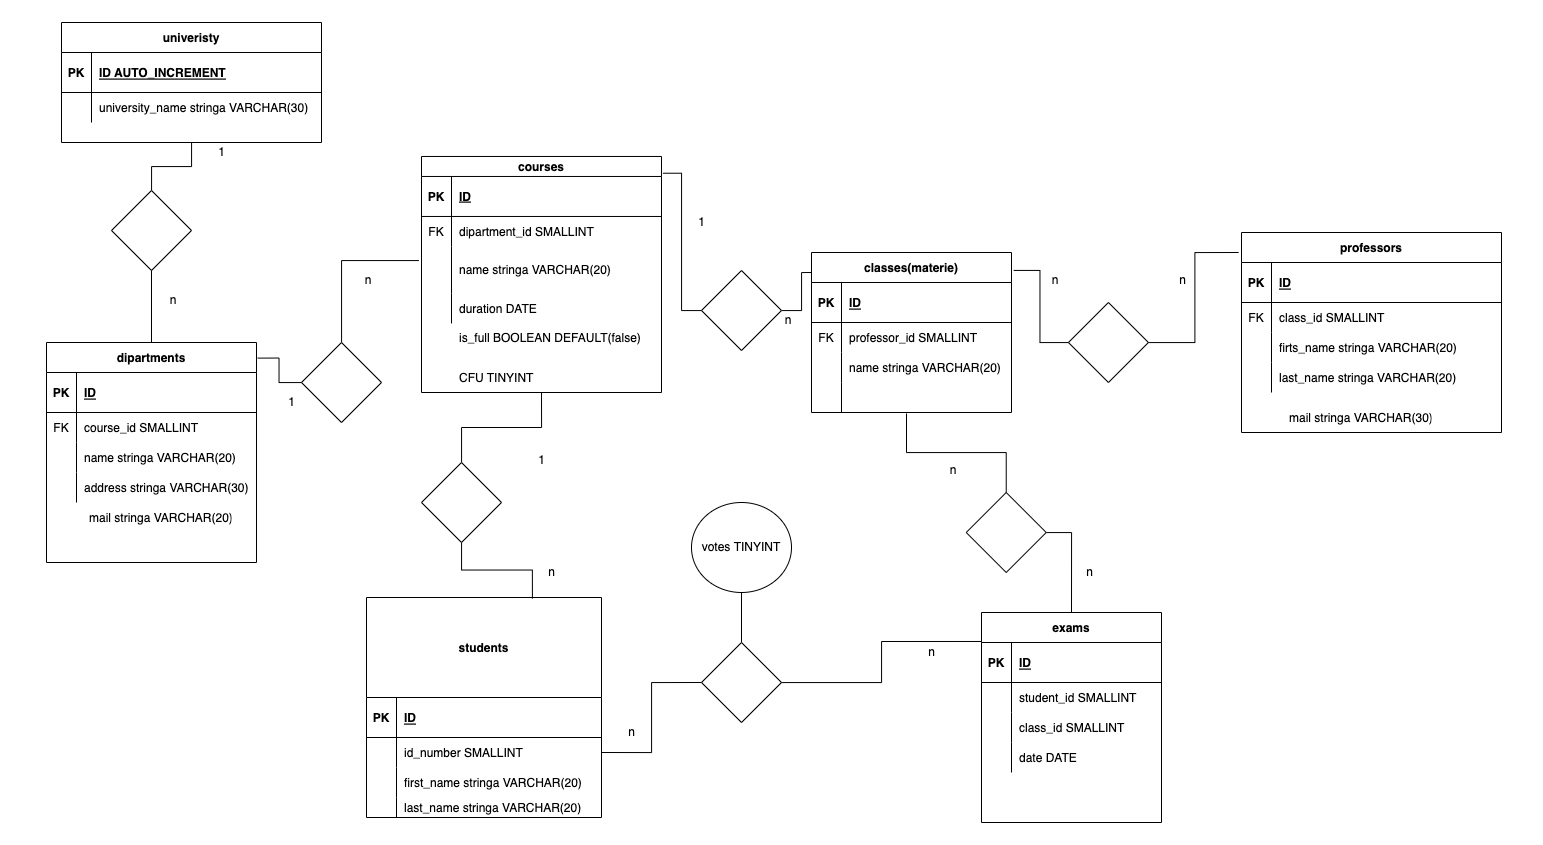 univeristy
PK ID AUTO_INCREMENT
university_name stringa VARCHAR(30)
1
n
dipartments
PK ID
FK course_id SMALLINT
name stringa VARCHAR(20)
address stringa VARCHAR(30)
mail stringa VARCHAR(20)
1
n
courses
PK ID
FK dipartment_id SMALLINT
name stringa VARCHAR(20)
duration DATE
is_full BOOLEAN DEFAULT(false)
CFU TINYINT
1
n
classes(materie)
PK ID
FK professor_id SMALLINT
name stringa VARCHAR(20)
n
n
professors
PK ID
FK class_id SMALLINT
firts_name stringa VARCHAR(20)
last_name stringa VARCHAR(20)
mail stringa VARCHAR(30)
1
n
students
PK ID
id_number SMALLINT
first_name stringa VARCHAR(20)
last_name stringa VARCHAR(20)
n
votes TINYINT
n
n
n
exams
PK ID
student_id SMALLINT
class_id SMALLINT
date DATE